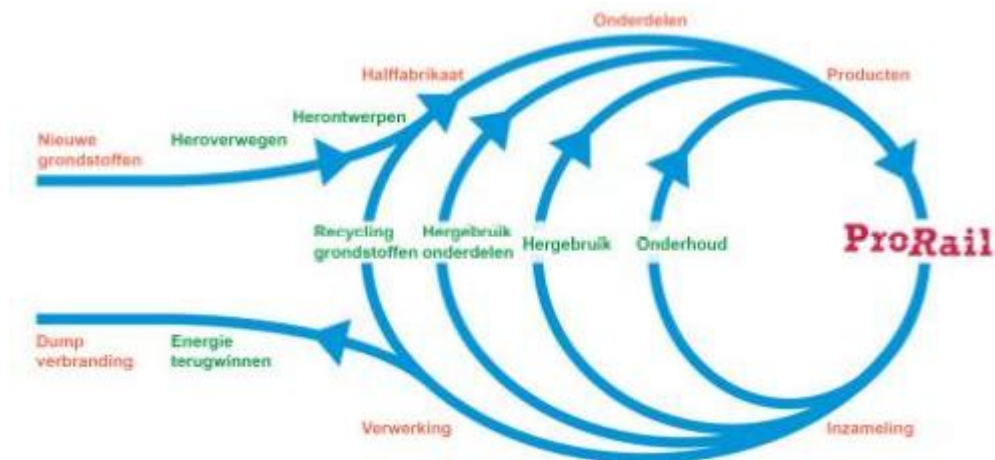 Onderdelen
Halffabrikaat
Producten
Herontwerpen
Nieuwe
grondstoffen
Heroverwegen
Recycling
grondstoffen
Hergebruik
onderdelen
Hergebruik
Onderhoud
ProRail
Dump
verbranding
Energie
terugwinnen
Verwerking
Inzameling